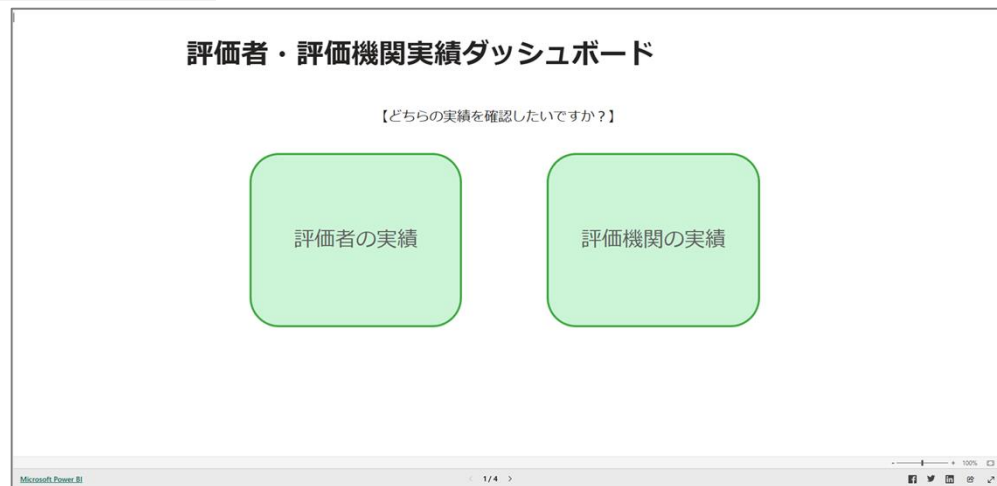 評価者・評価機関実績ダッシュボード
【どちらの実績を確認したいですか？】
評価者の実績
評価機関の実績
- + 100%
Microsoft Power BI
< 1/4 >